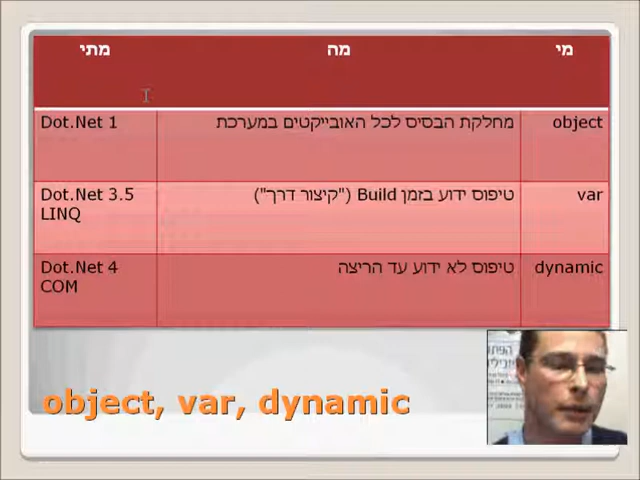 מי מה מתי
object מחלקת הבסיס לכל האובייקטים במערכת Dot.Net 1
var טיפוס ידוע בזמן Build ("קיצור דרך") Dot.Net 3.5
LINQ
dynamic טיפוס לא ידוע עד הריצה Dot.Net 4
COM
object, var, dynamic